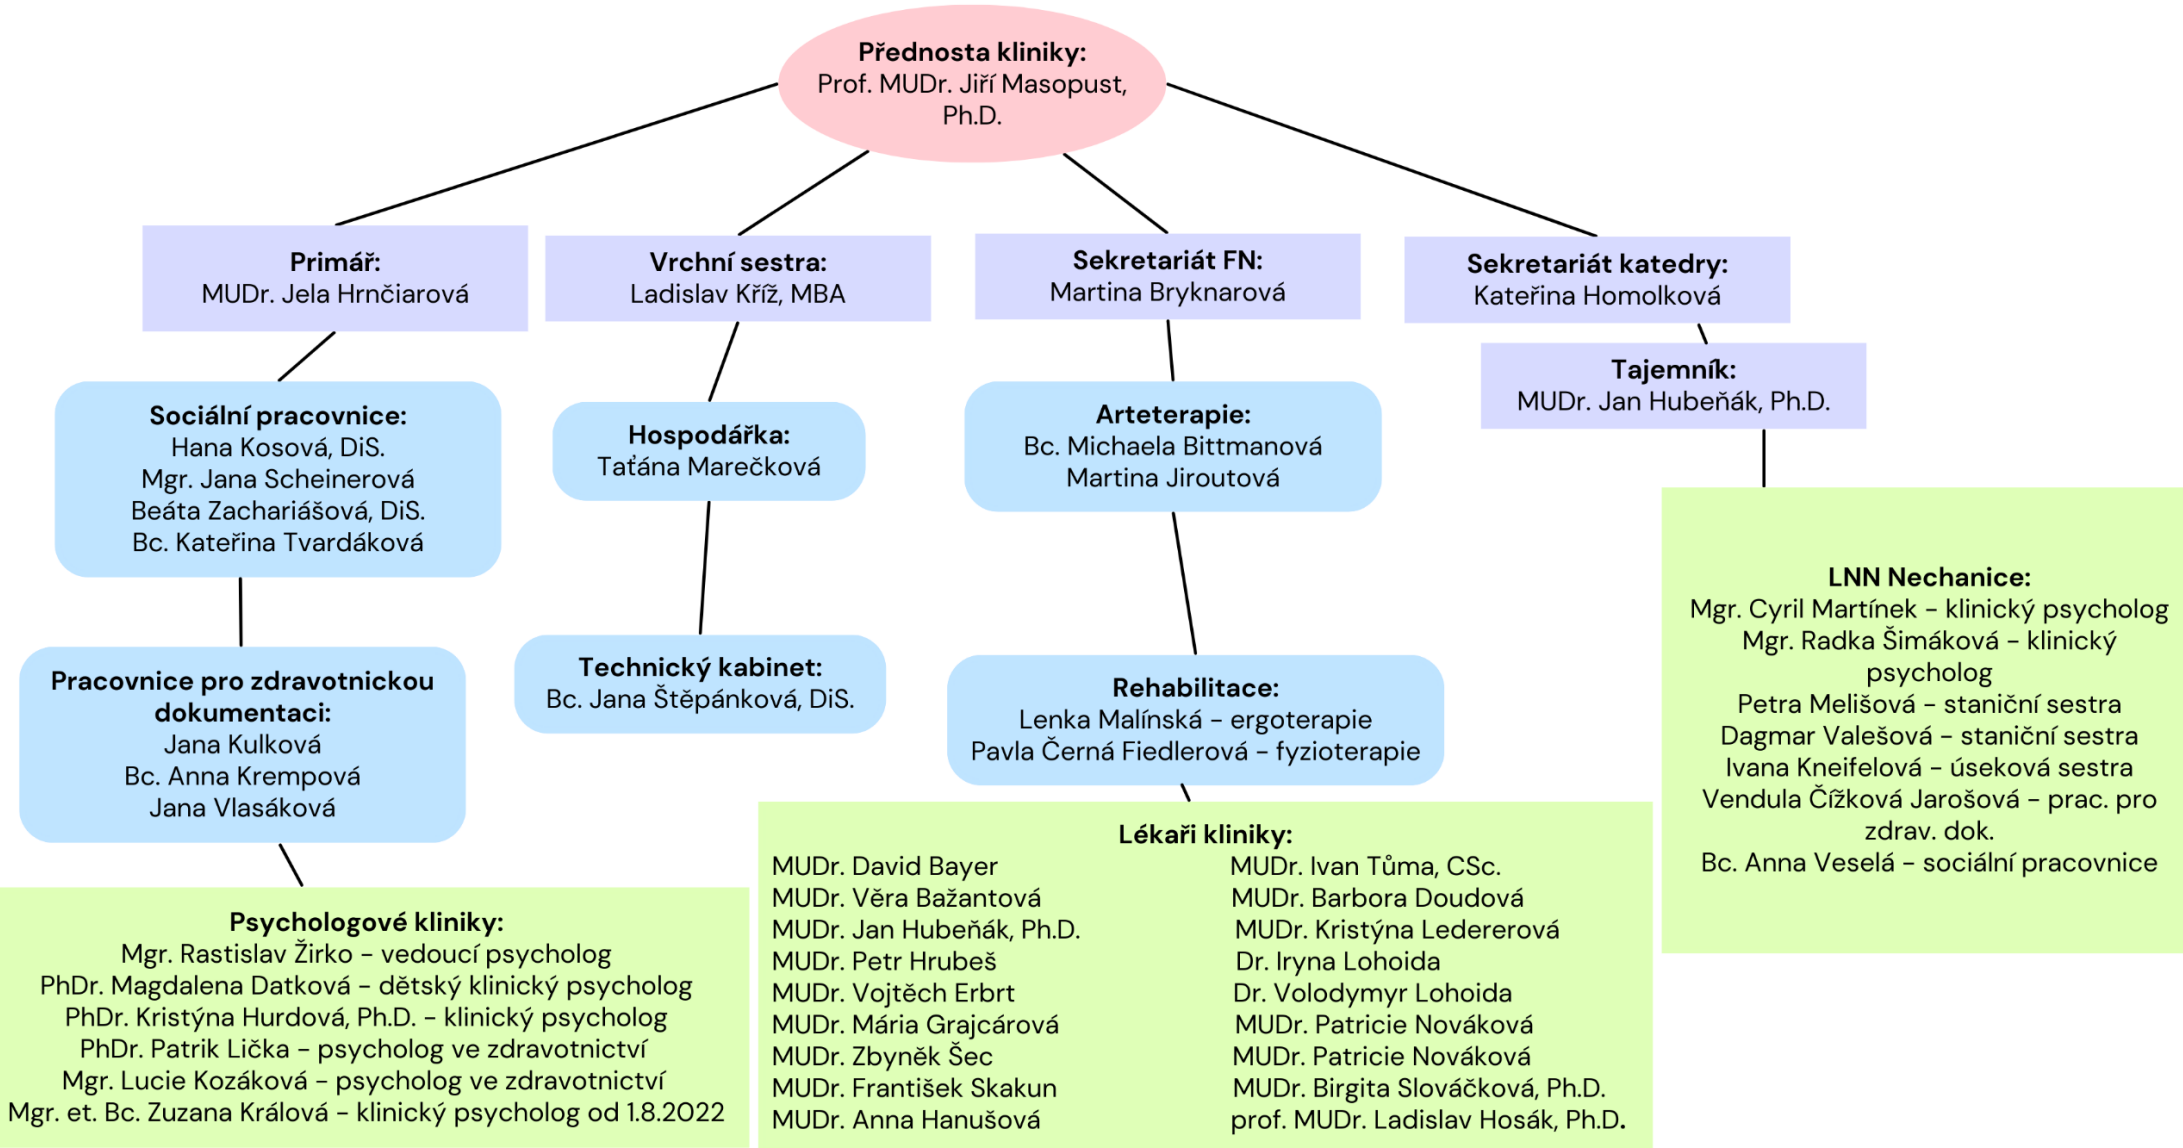 Přednosta kliniky:
Prof. MUDr. Jiří Masopust,
Ph.D.
Primář:
MUDr. Jela Hrnčiarová
Vrchní sestra:
Ladislav Kříž, MBA
Sekretariát FN:
Martina Bryknarová
Sekretariát katedry:
Kateřina Homolková
Tajemník:
MUDr. Jan Hubeňák, Ph.D.
Sociální pracovnice:
Hana Kosová, DiS.
Mgr. Jana Scheinerová
Beáta Zachariášová, DiS.
Bc. Kateřina Tvardáková
Hospodářka:
Taťána Marečková
Arteterapie:
Bc. Michaela Bittmanová
Martina Jiroutová
Pracovnice pro zdravotnickou
dokumentaci:
Jana Kulková
Bc. Anna Krempová
Jana Vlasáková
Technický kabinet:
Bc. Jana Štěpánková, DiS.
Rehabilitace:
Lenka Malínská – ergoterapie
Pavla Černá Fiedlerová – fyzioterapie
LNN Nechanice:
Mgr. Cyril Martínek – klinický psycholog
Mgr. Radka Šimáková – klinický
psycholog
Petra Melišová – staniční sestra
Dagmar Valešová – staniční sestra
Ivana Kneifelová – úseková sestra
Vendula Čížková Jarošová – prac. pro
zdrav. dok.
Bc. Anna Veselá – sociální pracovnice
Psychologové kliniky:
Mgr. Rastislav Žirko – vedoucí psycholog
PhDr. Magdalena Datková – dětský klinický psycholog
PhDr. Kristýna Hurdová, Ph.D. – klinický psycholog
PhDr. Patrik Lička – psycholog ve zdravotnictví
Mgr. Lucie Kozáková – psycholog ve zdravotnictví
Mgr. et. Bc. Zuzana Králová – klinický psycholog od 1.8.2022
Lékaři kliniky:
MUDr. David Bayer
MUDr. Věra Bažantová
MUDr. Jan Hubeňák, Ph.D.
MUDr. Petr Hrubeš
MUDr. Vojtěch Erbrt
MUDr. Mária Grajcárová
MUDr. Zbyněk Šec
MUDr. František Skakun
MUDr. Anna Hanušová
MUDr. Ivan Tůma, CSc.
MUDr. Barbora Doudová
MUDr. Kristýna Ledererová
Dr. Iryna Lohoida
Dr. Volodymyr Lohoida
MUDr. Patricie Nováková
MUDr. Patricie Nováková
MUDr. Birgita Slováčková, Ph.D.
prof. MUDr. Ladislav Hosák, Ph.D.